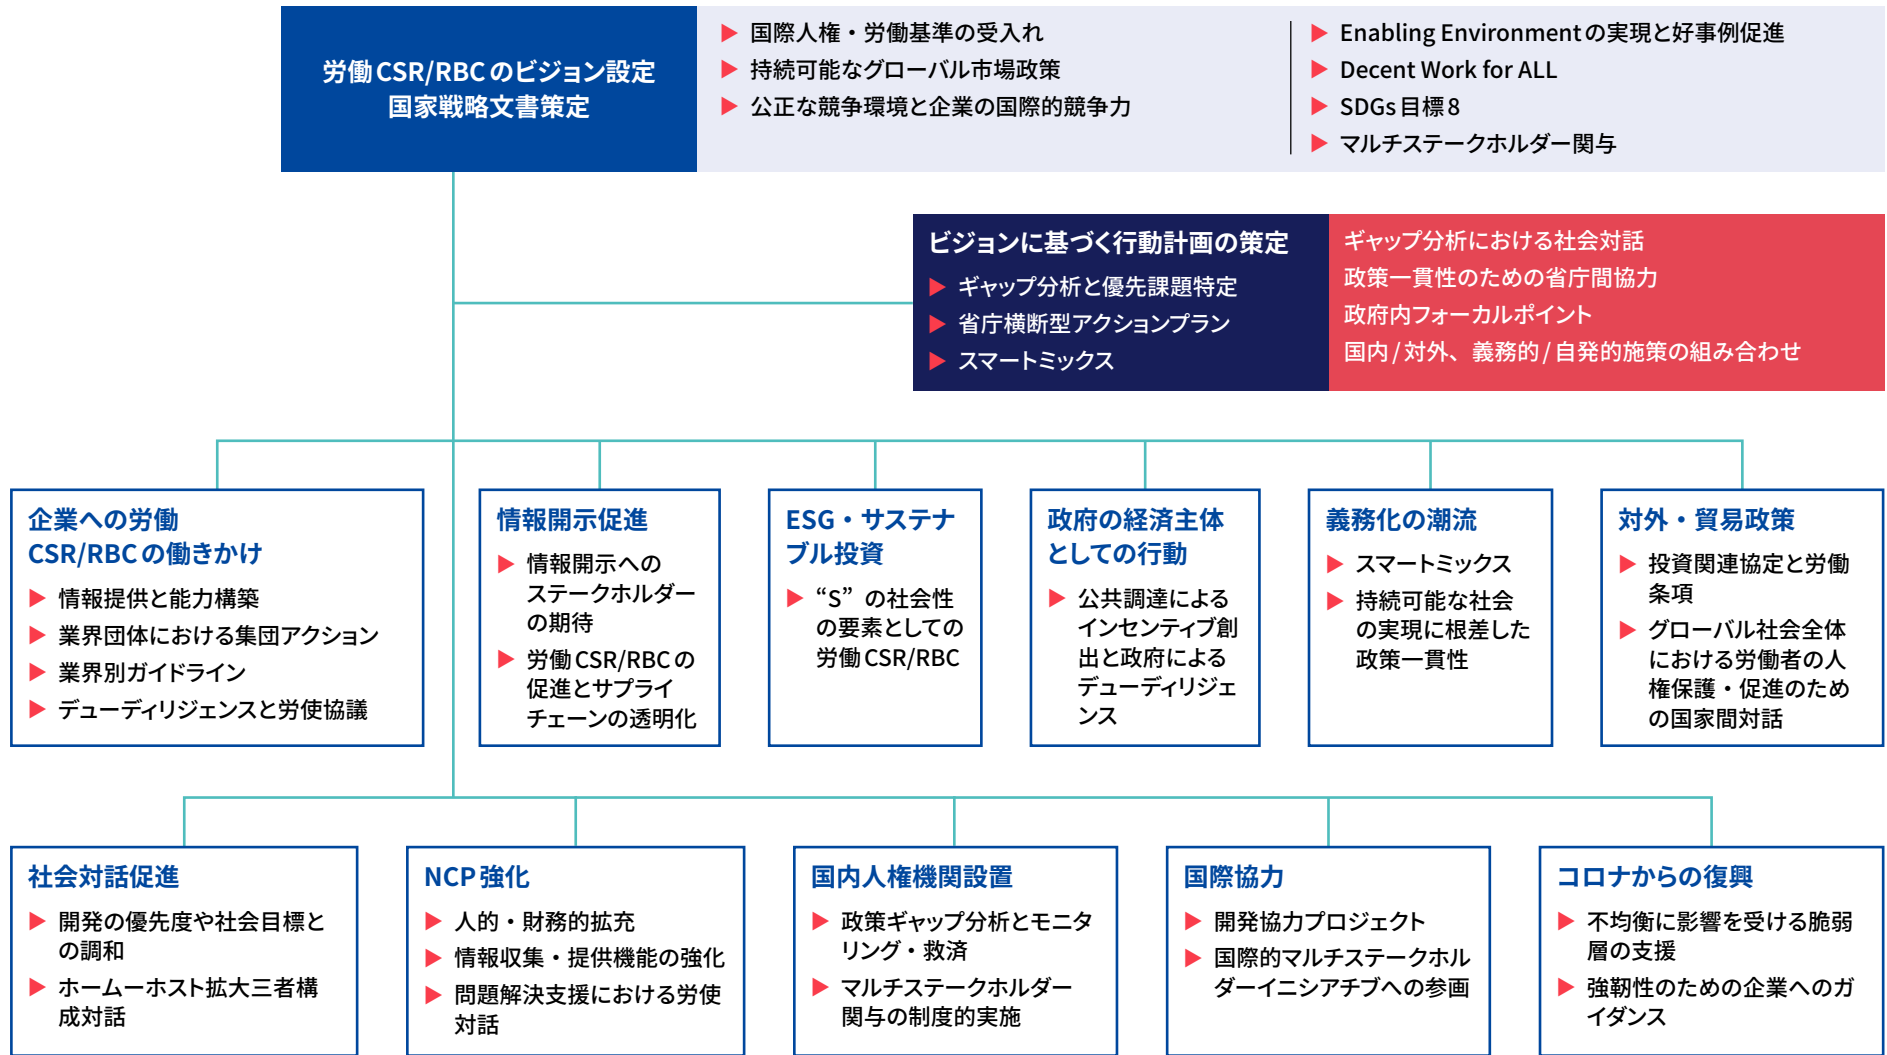 労働CSR/RBCのビジョン設定
国家戦略文書策定
▶ 国際人権・労働基準の受入れ
▶ 持続可能なグローバル市場政策
▶ 公正な競争環境と企業の国際的競争力
▶ Enabling Environmentの実現と好事例促進
▶ Decent Work for ALL
▶ SDGs目標8
▶ マルチステークホルダー関与
ビジョンに基づく行動計画の策定
▶ ギャップ分析と優先課題特定
▶ 省庁横断型アクションプラン
▶ スマートミックス
ギャップ分析における社会対話
政策一貫性のための省庁間協力
政府内フォーカルポイント
国内/対外、義務的/自発的施策の組み合わせ
企業への労働
CSR/RBCの働きかけ
▶ 情報提供と能力構築
▶ 業界団体における集団アクション
▶ 業界別ガイドライン
▶ デューディリジェンスと労使協議
情報開示促進
▶ 情報開示への
ステークホルダー
の期待
▶ 労働CSR/RBCの
促進とサプライ
チェーンの透明化
ESG・サステナ
ブル投資
▶ “S”の社会性
の要素としての
労働CSR/RBC
政府の経済主体
としての行動
▶ 公共調達による
インセンティブ創
出と政府による
デューディリジェ
ンス
義務化の潮流
▶ スマートミックス
▶ 持続可能な社会
の実現に根差した
政策一貫性
対外・貿易政策
▶ 投資関連協定と労働
条項
▶ グローバル社会全体
における労働者の人
権保護・促進のため
の国家間対話
社会対話促進
▶ 開発の優先度や社会目標と
の調和
▶ ホームーホスト拡大三者構
成対話
NCP強化
▶ 人的・財務的拡充
▶ 情報収集・提供機能の強化
▶ 問題解決支援における労使
対話
国内人権機関設置
▶ 政策ギャップ分析とモニタ
リング・救済
▶ マルチステークホルダー
関与の制度的実施
国際協力
▶ 開発協力プロジェクト
▶ 国際的マルチステークホル
ダーイニシアチブへの参画
コロナからの復興
▶ 不均衡に影響を受ける脆弱
層の支援
▶ 強靭性のための企業へのガ
イダンス